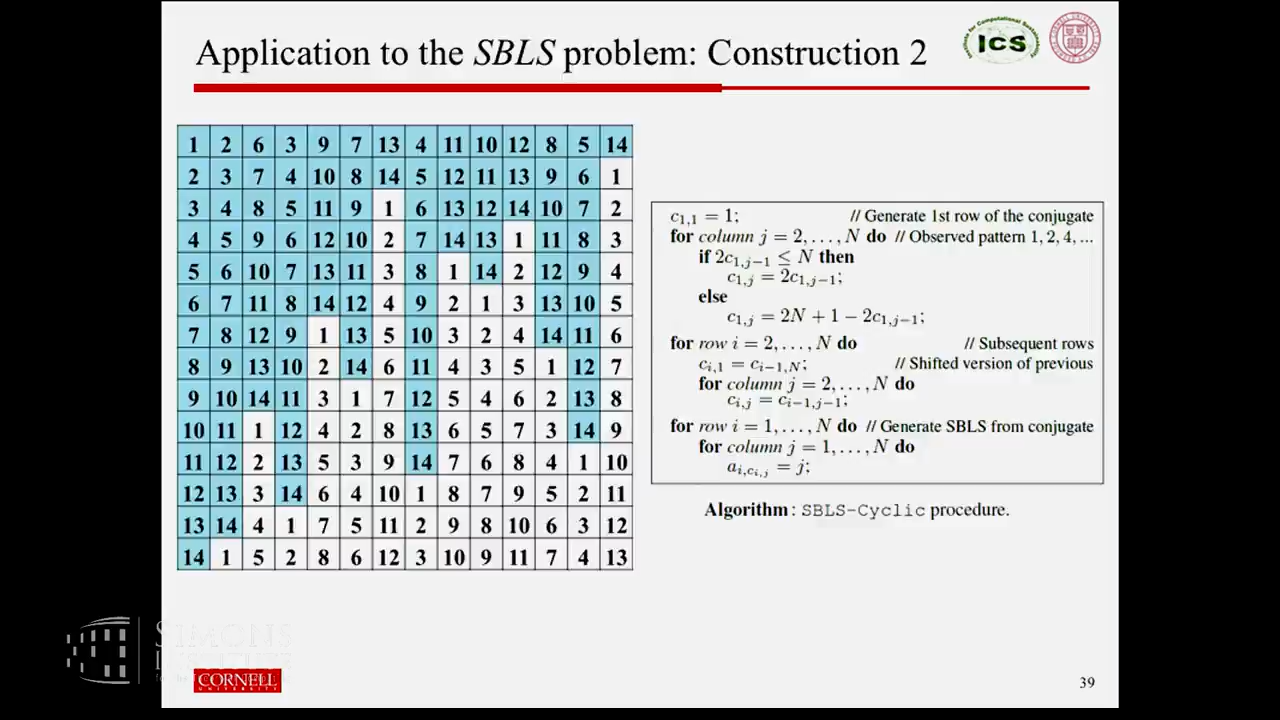 Application to the SBLS problem: Construction 2
ICS
1 2 6 3 9 7 13 4 11 10 12 8 5 14
2 3 7 4 10 8 14 5 12 11 13 9 6 1
3 4 8 5 11 9 1 6 13 12 14 10 7 2
4 5 9 6 12 10 2 7 14 13 1 11 8 3
5 6 10 7 13 11 3 8 1 14 2 12 9 4
6 7 11 8 14 12 4 9 2 1 3 13 10 5
7 8 12 9 1 13 5 10 3 2 4 14 11 6
8 9 13 10 2 14 6 11 4 3 5 1 12 7
9 10 14 11 3 1 7 12 5 4 6 2 13 8
10 11 1 12 4 2 8 13 6 5 7 3 14 9
11 12 2 13 5 3 9 14 7 6 8 4 1 10
12 13 3 14 6 4 10 1 8 7 9 5 2 11
13 14 4 1 7 5 11 2 9 8 10 6 3 12
14 1 5 2 8 6 12 3 10 9 11 7 4 13
c1,1 = 1; // Generate 1st row of the conjugate
for column j = 2, . . . , N do // Observed pattern 1, 2, 4, ...
if 2c1,j−1 ≤ N then
c1,j = 2c1,j−1;
else
c1,j = 2N + 1 − 2c1,j−1;
for row i = 2, . . . , N do // Subsequent rows
ci,1 = ci−1,N; // Shifted version of previous
for column j = 2, . . . , N do
ci,j = ci−1,j−1;
for row i = 1, . . . , N do // Generate SBLS from conjugate
for column j = 1, . . . , N do
ai,ci,j = j;
Algorithm: SBLS-Cyclic procedure.
SIMONS
CORNELL
UNIVERSITY
39